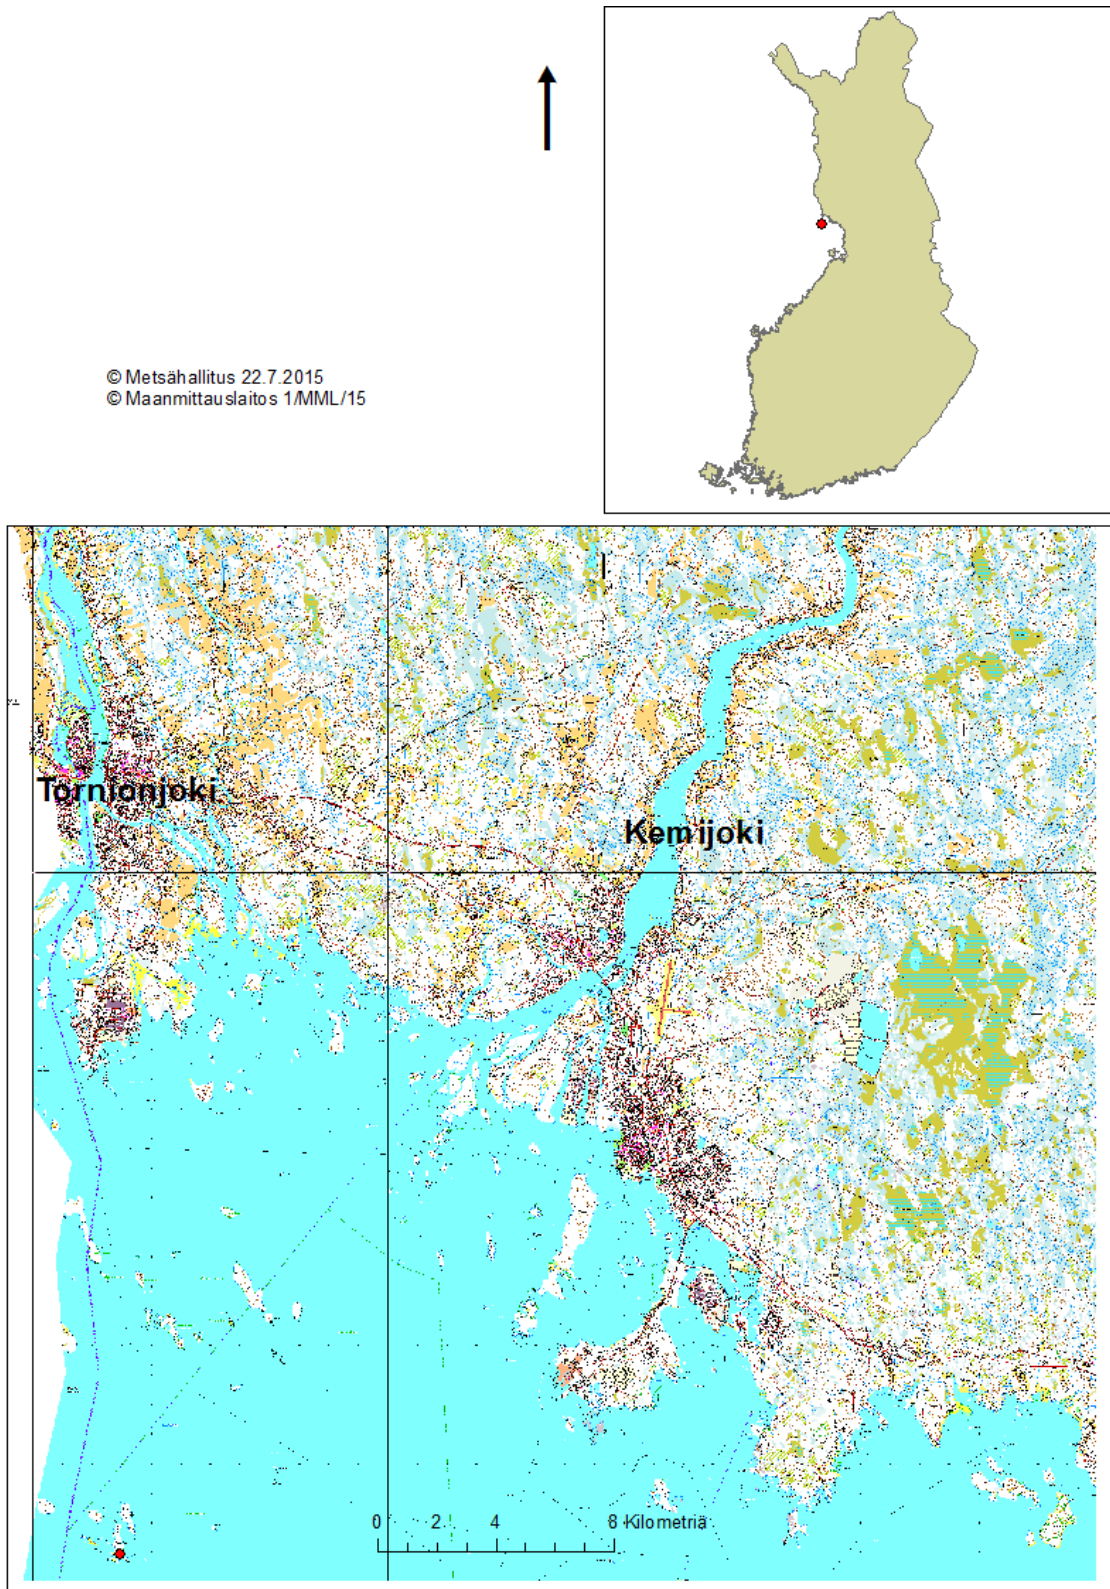 © Metsähallitus 22.7.2015
© Maanmittauslaitos 1/MML/15
Tornionjoki
Kemijoki
0 2 4 8 Kilometriä